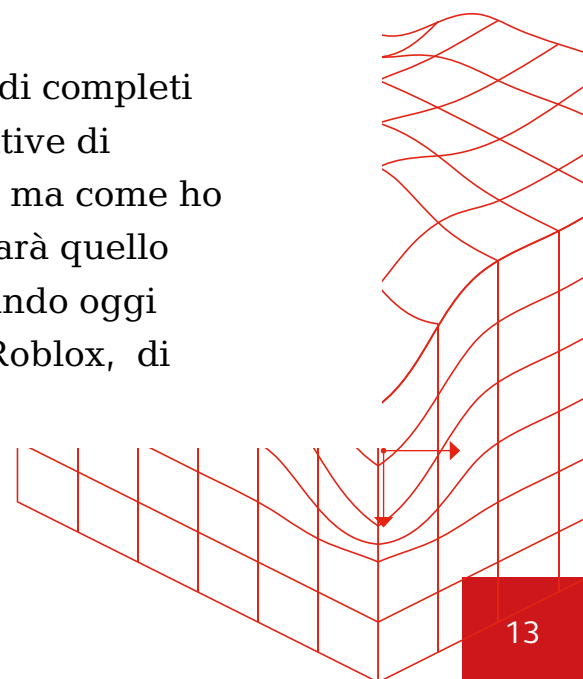 di completi
tive di
ma come ho
arà quello
ndo oggi
Roblox, di
13